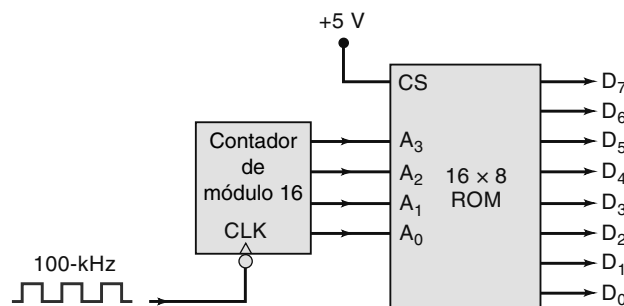 +5 V
CS
D7
D6
Contador
de
módulo 16
A3
D5
A2
16 × 8
D4
A1
ROM
D3
CLK
A0
D2
100-kHz
D1
D0